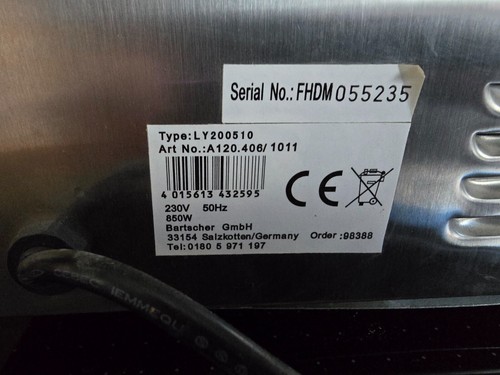 Serial No.: FHDM 055235
Type:LY200510
Art No.:A120.406/1011
4 015613 432595
230V 50Hz
850W
Bartscher GmbH
33154 Salzkotten/Germany Order :98388
Tel:0180 5 971 197
CE
IEMMEQU